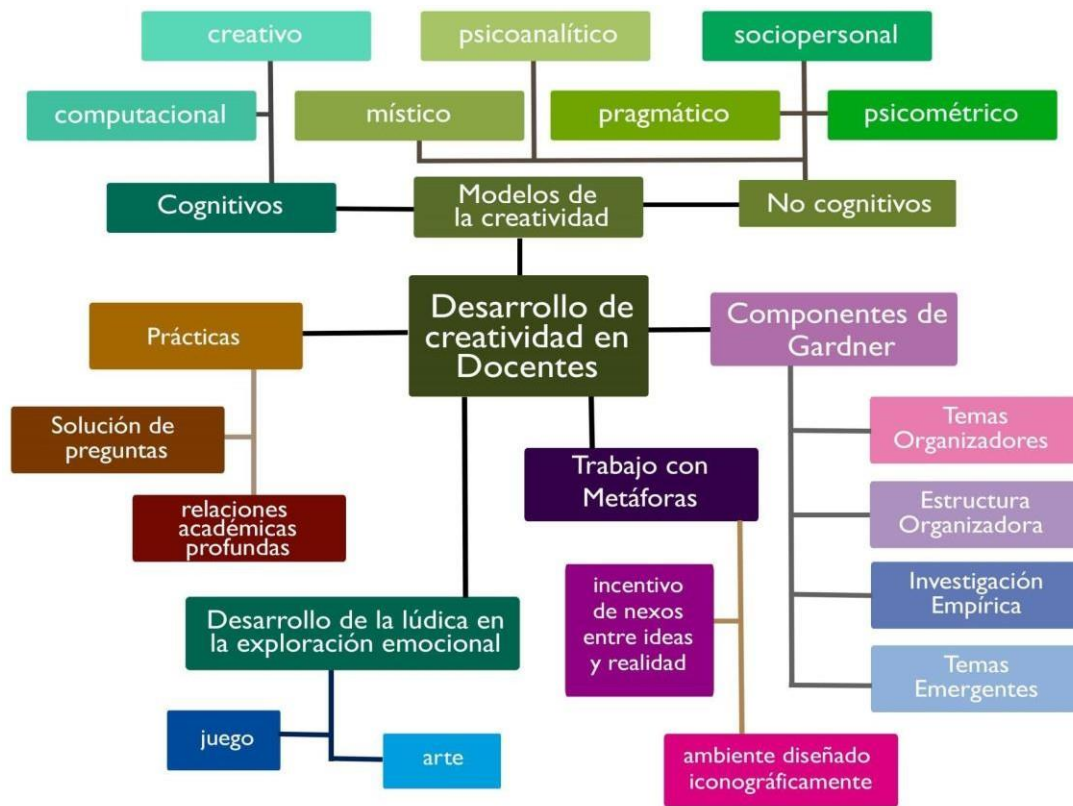 creativo
psicoanalítico
sociopersonal
computacional
místico
pragmático
psicométrico
Cognitivos
Modelos de
la creatividad
No cognitivos
Desarrollo de
creatividad en
Docentes
Prácticas
Componentes de
Gardner
Solución de
preguntas
relaciones
académicas
profundas
Trabajo con
Metáforas
Temas
Organizadores
Estructura
Organizadora
Investigación
Empírica
Temas
Emergentes
incentivo
de nexos
entre ideas
y realidad
Desarrollo de la lúdica en
la exploración emocional
juego
arte
ambiente diseñado
iconográficamente